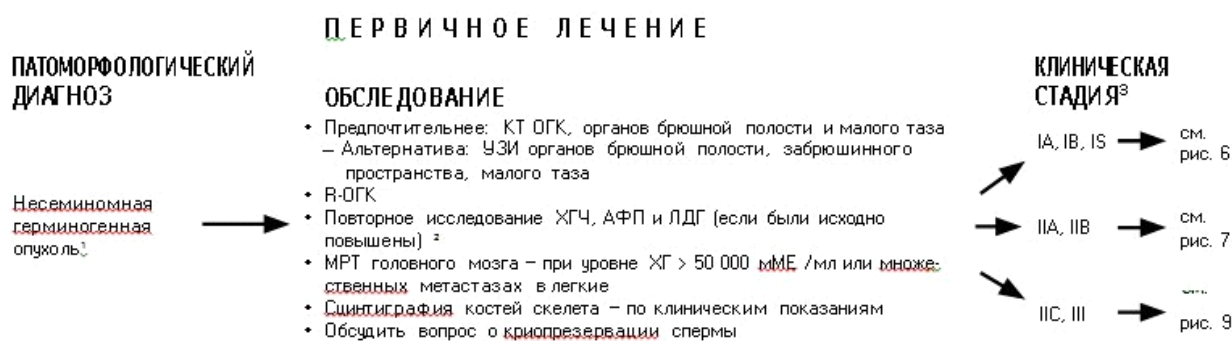 ПЕРВИЧНОЕ ЛЕЧЕНИЕ
ПАТОМОРФОЛОГИЧЕСКИЙ
ДИАГНОЗ
Несеминомная
герминогенная
опухоль¹
ОБСЛЕДОВАНИЕ
• Предпочтительнее: КТ ОГК, органов брюшной полости и малого таза
– Альтернатива: УЗИ органов брюшной полости, забрюшинного
пространства, малого таза
• R-ОГК
• Повторное исследование ХГЧ, АФП и ЛДГ (если были исходно
повышены) ²
• МРТ головного мозга – при уровне ХГ > 50 000 мМЕ /мл или множе-
ственных метастазах в легкие
• Сцинтиграфия костей скелета – по клиническим показаниям
• Обсудить вопрос о криопрезервации спермы
КЛИНИЧЕСКАЯ
СТАДИЯ³
IA, IB, IS
см.
рис. 6
IIA, IIB
см.
рис. 7
IIC, III
см.
рис. 9